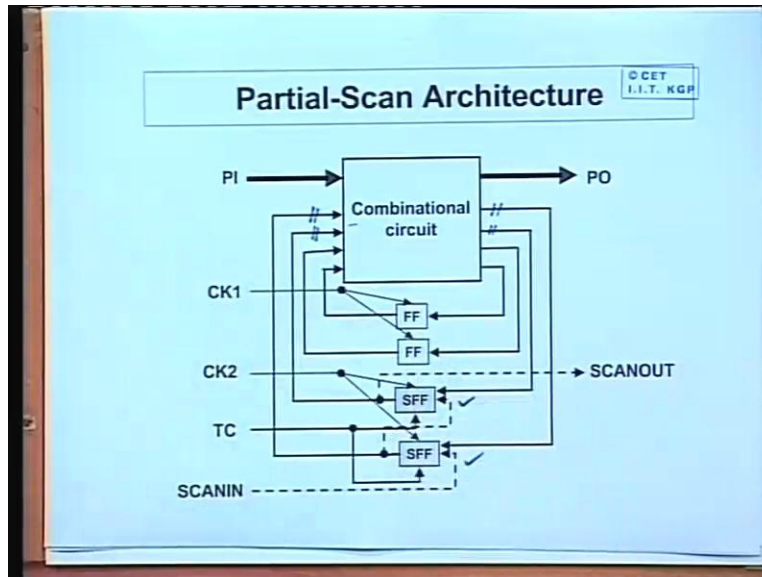 Partial-Scan Architecture
© CET
I.I.T. KGP
PI
PO
Combinational
circuit
CK1
FF
FF
CK2
SCANOUT
SFF
TC
SFF
SCANIN